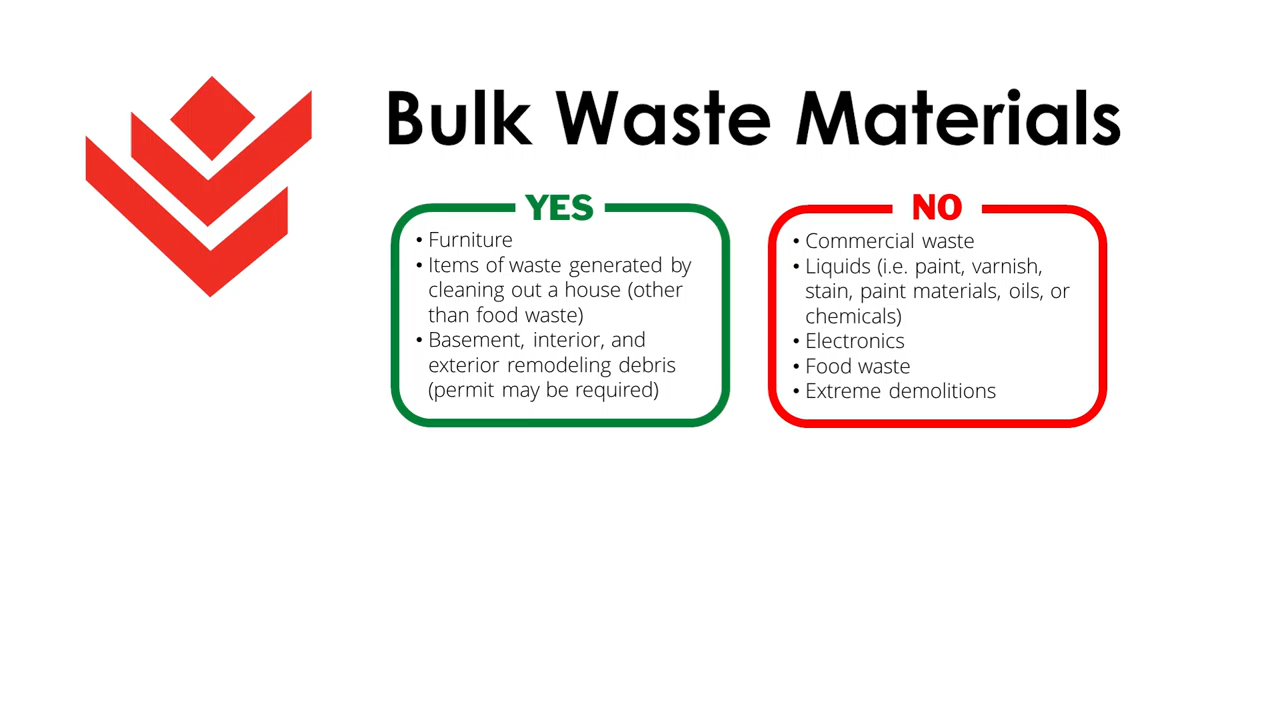 Bulk Waste Materials
YES
• Furniture
• Items of waste generated by
cleaning out a house (other
than food waste)
• Basement, interior, and
exterior remodeling debris
(permit may be required)
NO
• Commercial waste
• Liquids (i.e. paint, varnish,
stain, paint materials, oils, or
chemicals)
• Electronics
• Food waste
• Extreme demolitions